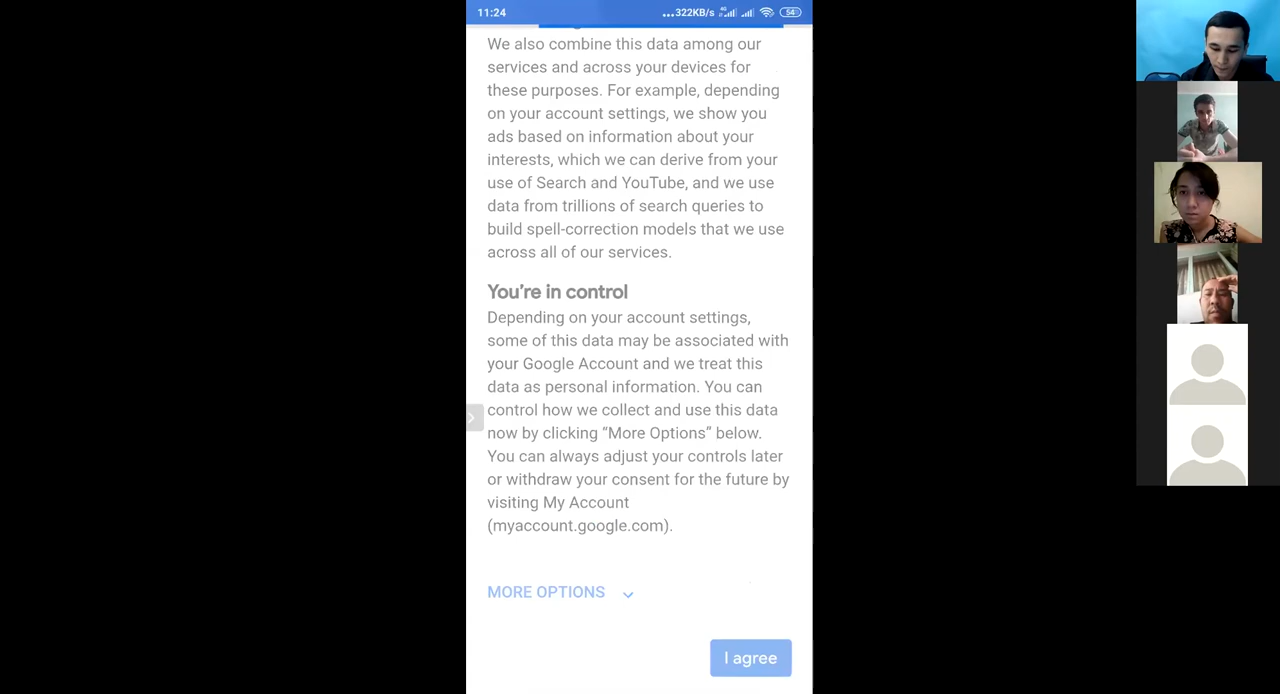 11:24
...322KB/s 4G 54
We also combine this data among our
services and across your devices for
these purposes. For example, depending
on your account settings, we show you
ads based on information about your
interests, which we can derive from your
use of Search and YouTube, and we use
data from trillions of search queries to
build spell-correction models that we use
across all of our services.
You’re in control
Depending on your account settings,
some of this data may be associated with
your Google Account and we treat this
data as personal information. You can
control how we collect and use this data
now by clicking “More Options” below.
You can always adjust your controls later
or withdraw your consent for the future by
visiting My Account
(myaccount.google.com).
MORE OPTIONS
I agree